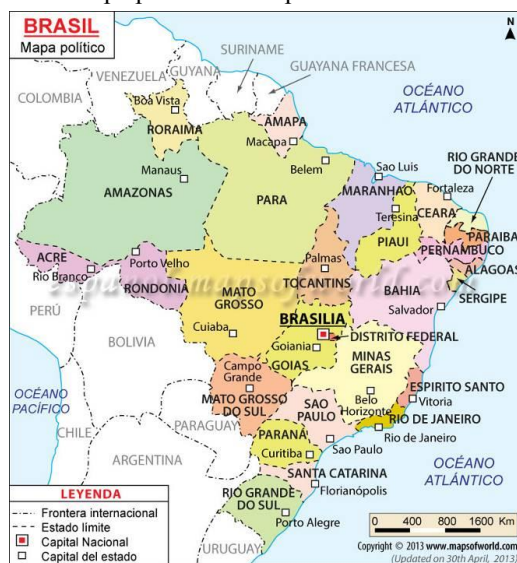 BRASIL
Mapa político
N
SURINAME
GUYANA
GUAYANA FRANCESA
VENEZUELA
COLOMBIA
OCÉANO
ATLÁNTICO
Boa Vista
RORAIMA
AMAPA
Macapa
Belem
Manaus
AMAZONAS
PARA
Sao Luis
MARANHAO
RIO GRANDE
DO NORTE
Fortaleza
CEARA
Teresina
PIAUI
PARAIBA
PERNAMBUCO
ALAGOAS
SERGIPE
ACRE
Rio Branco
Porto Velho
RONDONIA
Palmas
TOCANTINS
MATO
GROSSO
BAHIA
Salvador
PERÚ
BOLIVIA
Cuiaba
BRASILIA
DISTRITO FEDERAL
Goiania
GOIAS
MINAS
GERAIS
Belo
Horizonte
ESPIRITO SANTO
Vitoria
Campo
Grande
MATO GROSSO
DO SUL
SAO
PAULO
Sao Paulo
RIO DE JANEIRO
Rio de Janeiro
OCÉANO
PACÍFICO
CHILE
PARAGUAY
ARGENTINA
PARANÁ
Curitiba
SANTA CATARINA
Florianópolis
RIO GRANDE
DO SUL
Porto Alegre
URUGUAY
OCÉANO
ATLÁNTICO
LEYENDA
Frontera internacional
Estado límite
Capital Nacional
Capital del estado
0 400 800 1600 Km
Copyright © 2013 www.mapsofworld.com
(Updated on 30th April, 2013)